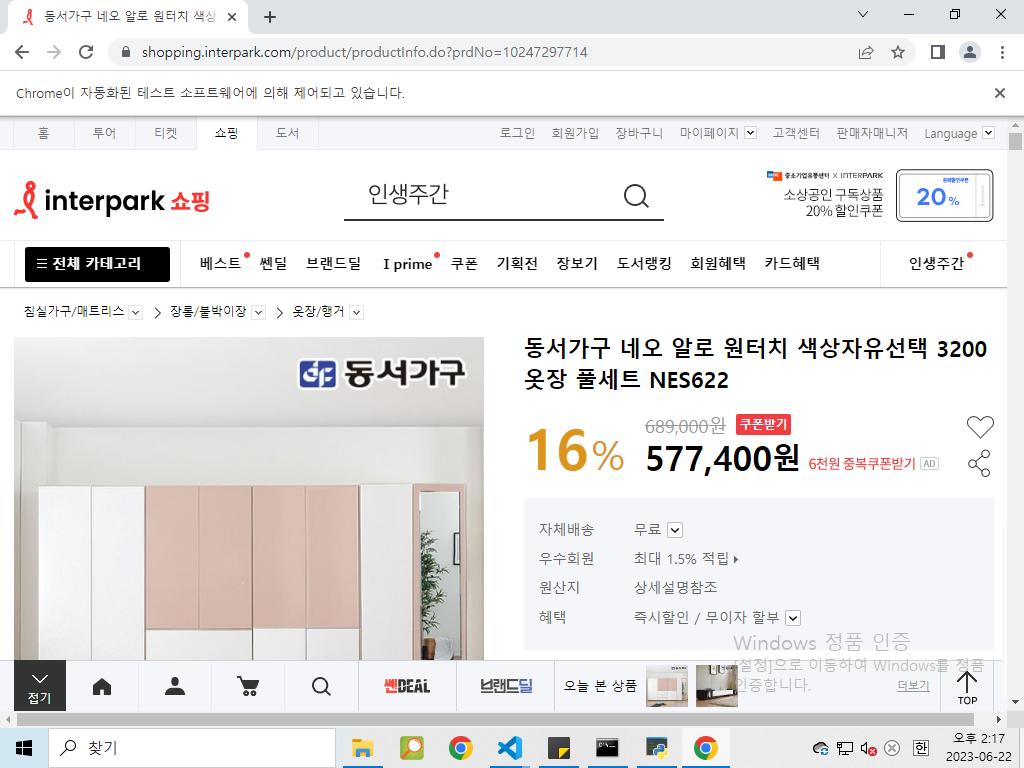 동서가구 네오 알로 원터치 색상
shopping.interpark.com/product/productInfo.do?prdNo=10247297714
Chrome이 자동화된 테스트 소프트웨어에 의해 제어되고 있습니다.
홈 투어 티켓 쇼핑 도서 로그인 회원가입 장바구니 마이페이지 고객센터 판매자매니저 Language
interpark 쇼핑
인생주간
중소기업유통센터 X INTERPARK
소상공인 구독상품
20% 할인쿠폰
20%
전체 카테고리 베스트 쎈딜 브랜드딜 I prime 쿠폰 기획전 장보기 도서랭킹 회원혜택 카드혜택 인생주간
침실가구/매트리스 장롱/붙박이장 옷장/행거
동서가구
동서가구 네오 알로 원터치 색상자유선택 3200
옷장 풀세트 NES622
16% 689,000원 쿠폰받기
577,400원 6천원 중복쿠폰받기 AD
자체배송 무료
우수회원 최대 1.5% 적립
원산지 상세설명참조
혜택 즉시할인 / 무이자 할부
Windows 정품 인증
[설정]으로 이동하여 Windows를 정품
인증합니다.
접기
쎈DEAL
브랜드딜
오늘 본 상품
더보기
TOP
찾기
한
오후 2:17
2023-06-22